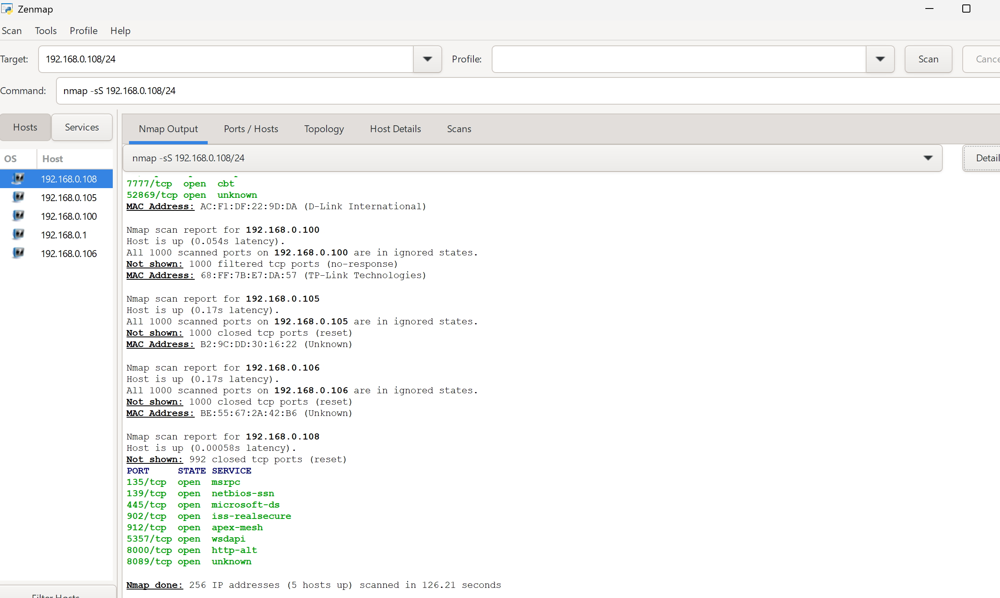 Zenmap
Scan Tools Profile Help
Target: 192.168.0.108/24 Profile: Scan
Command: nmap -sS 192.168.0.108/24
Hosts Services
Nmap Output Ports / Hosts Topology Host Details Scans
OS Host
nmap -sS 192.168.0.108/24
192.168.0.108
192.168.0.105
192.168.0.100
192.168.0.1
192.168.0.106
7777/tcp open cbt
52869/tcp open unknown
MAC Address: AC:F1:DF:22:9D:DA (D-Link International)
Nmap scan report for 192.168.0.100
Host is up (0.054s latency).
All 1000 scanned ports on 192.168.0.100 are in ignored states.
Not shown: 1000 filtered tcp ports (no-response)
MAC Address: 68:FF:7B:E7:DA:57 (TP-Link Technologies)
Nmap scan report for 192.168.0.105
Host is up (0.17s latency).
All 1000 scanned ports on 192.168.0.105 are in ignored states.
Not shown: 1000 closed tcp ports (reset)
MAC Address: B2:9C:DD:30:16:22 (Unknown)
Nmap scan report for 192.168.0.106
Host is up (0.17s latency).
All 1000 scanned ports on 192.168.0.106 are in ignored states.
Not shown: 1000 closed tcp ports (reset)
MAC Address: BE:55:67:2A:42:B6 (Unknown)
Nmap scan report for 192.168.0.108
Host is up (0.00058s latency).
Not shown: 992 closed tcp ports (reset)
PORT STATE SERVICE
135/tcp open msrpc
139/tcp open netbios-ssn
445/tcp open microsoft-ds
902/tcp open iss-realsecure
912/tcp open apex-mesh
5357/tcp open wsdapi
8000/tcp open http-alt
8089/tcp open unknown
Nmap done: 256 IP addresses (5 hosts up) scanned in 126.21 seconds
Filter Hosts